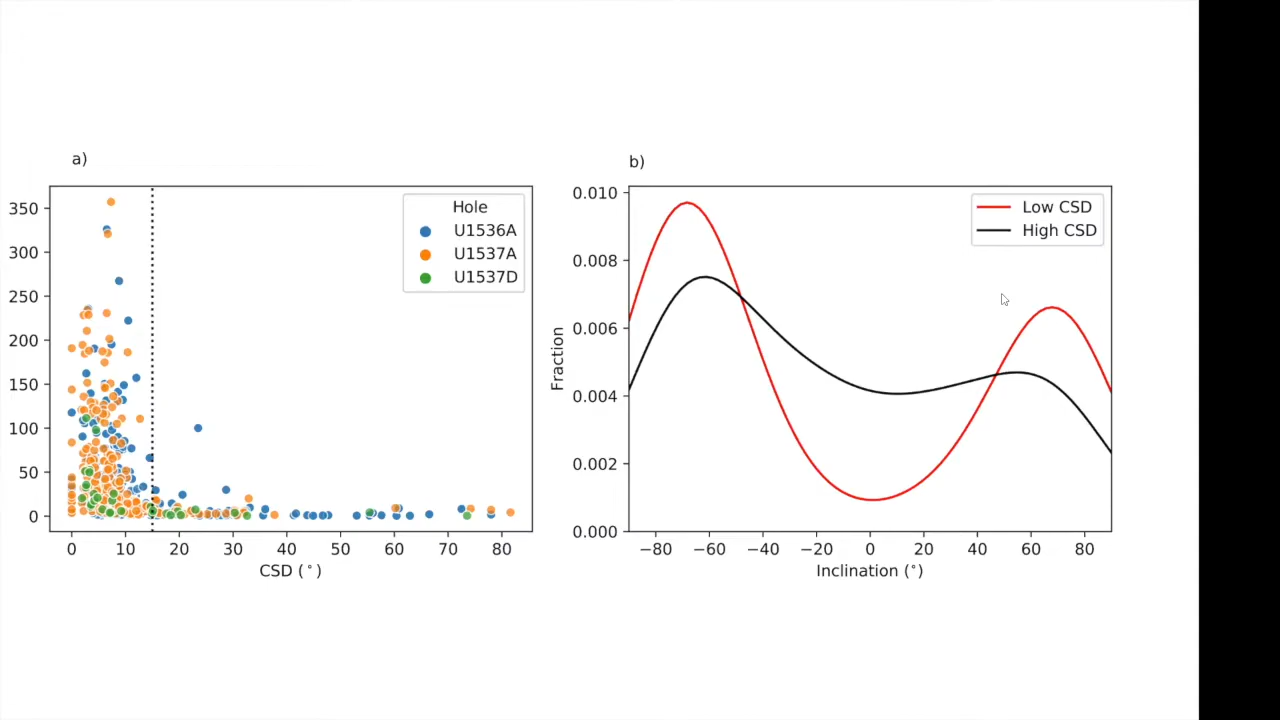 a)
350
300
250
200
150
100
50
0
0 10 20 30 40 50 60 70 80
CSD (°)
Hole
U1536A
U1537A
U1537D
b)
0.010
0.008
0.006
0.004
0.002
0.000
Fraction
−80 −60 −40 −20 0 20 40 60 80
Inclination (°)
Low CSD
High CSD